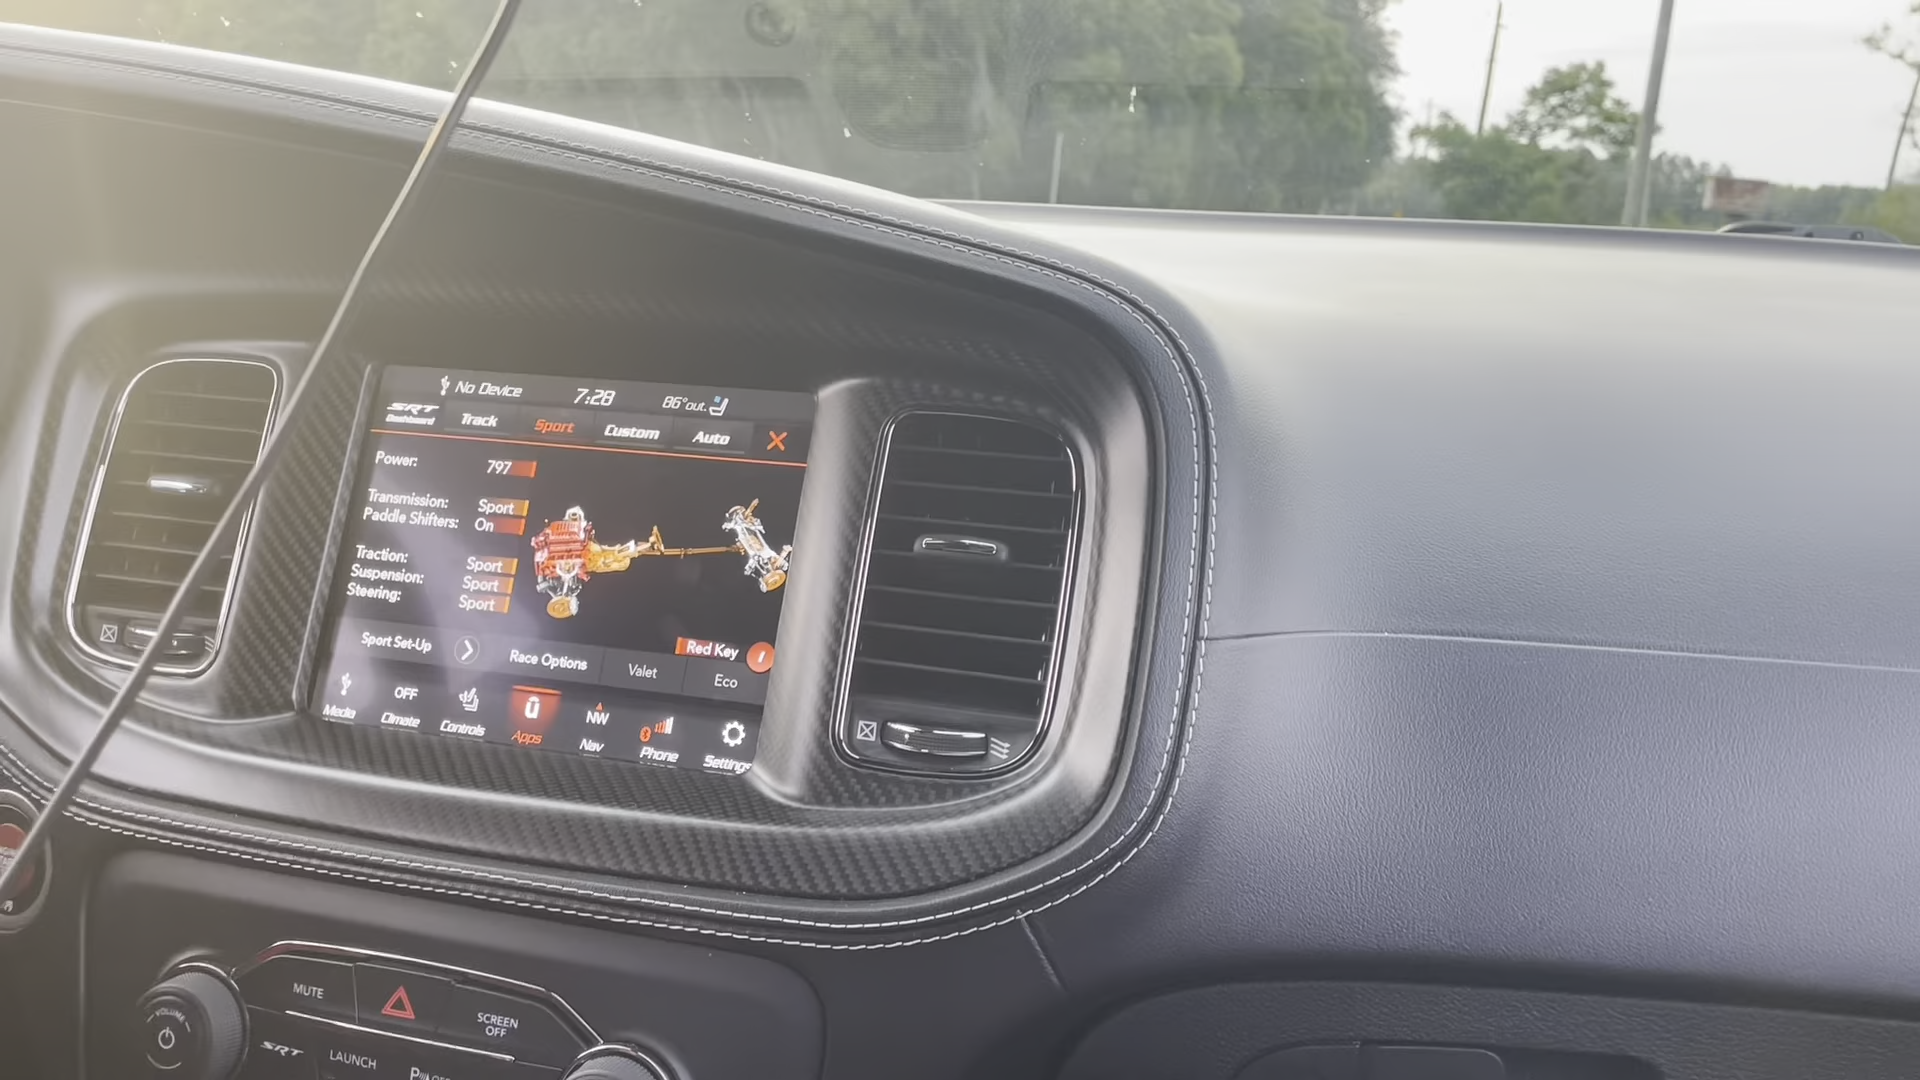 No Device 7:28 86°out.
SRT Dashboard Track Sport Custom Auto
Power: 797
Transmission: Sport
Paddle Shifters: On
Traction: Sport
Suspension: Sport
Steering: Sport
Red Key
Sport Set-Up Race Options Valet Eco
OFF NW
Media Climate Controls Apps Nav Phone Settings
MUTE SCREEN OFF
VOLUME
SRT LAUNCH